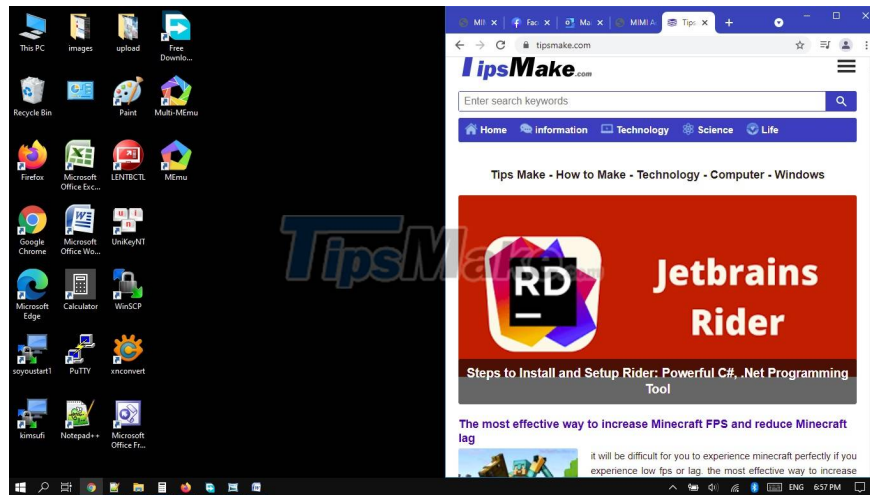 This PC
images
upload
Free
Downlo...
Recycle Bin
Paint
Multi-MEmu
Firefox
Microsoft
Office Exc...
LENTBCTL
MEmu
Google
Chrome
Microsoft
Office Wo...
UniKeyNT
Microsoft
Edge
Calculator
WinSCP
soyoustart1
PuTTY
xnconvert
kimsufi
Notepad++
Microsoft
Office Fr...
Fac
Ma
MIMI A
Tips
tipsmake.com
TipsMake.com
Enter search keywords
Home information Technology Science Life
Tips Make - How to Make - Technology - Computer - Windows
RD
Jetbrains
Rider
Steps to Install and Setup Rider: Powerful C#, .Net Programming
Tool
The most effective way to increase Minecraft FPS and reduce Minecraft
lag
it will be difficult for you to experience minecraft perfectly if you
experience low fps or lag. the most effective way to increase
TipsMake.com
ENG 6:57 PM